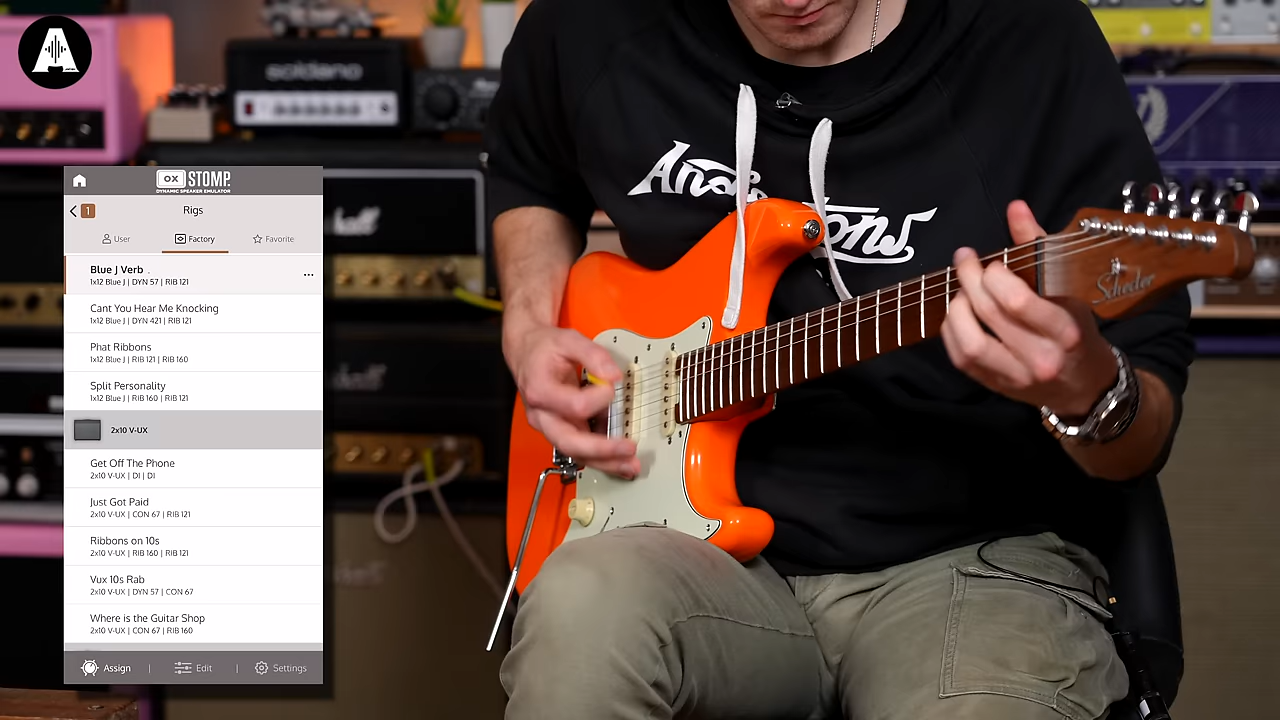 A
soldano
OX STOMP.
DYNAMIC SPEAKER EMULATOR
1
Rigs
User
Factory
Favorite
Blue J Verb
1x12 Blue J | DYN 57 | RIB 121
Cant You Hear Me Knocking
1x12 Blue J | DYN 421 | RIB 121
Phat Ribbons
1x12 Blue J | RIB 121 | RIB 160
Split Personality
1x12 Blue J | RIB 160 | RIB 121
2x10 V-UX
Get Off The Phone
2x10 V-UX | DI | DI
Just Got Paid
2x10 V-UX | CON 67 | RIB 121
Ribbons on 10s
2x10 V-UX | RIB 160 | RIB 121
Vux 10s Rab
2x10 V-UX | DYN 57 | CON 67
Where is the Guitar Shop
2x10 V-UX | CON 67 | RIB 160
Assign | Edit | Settings